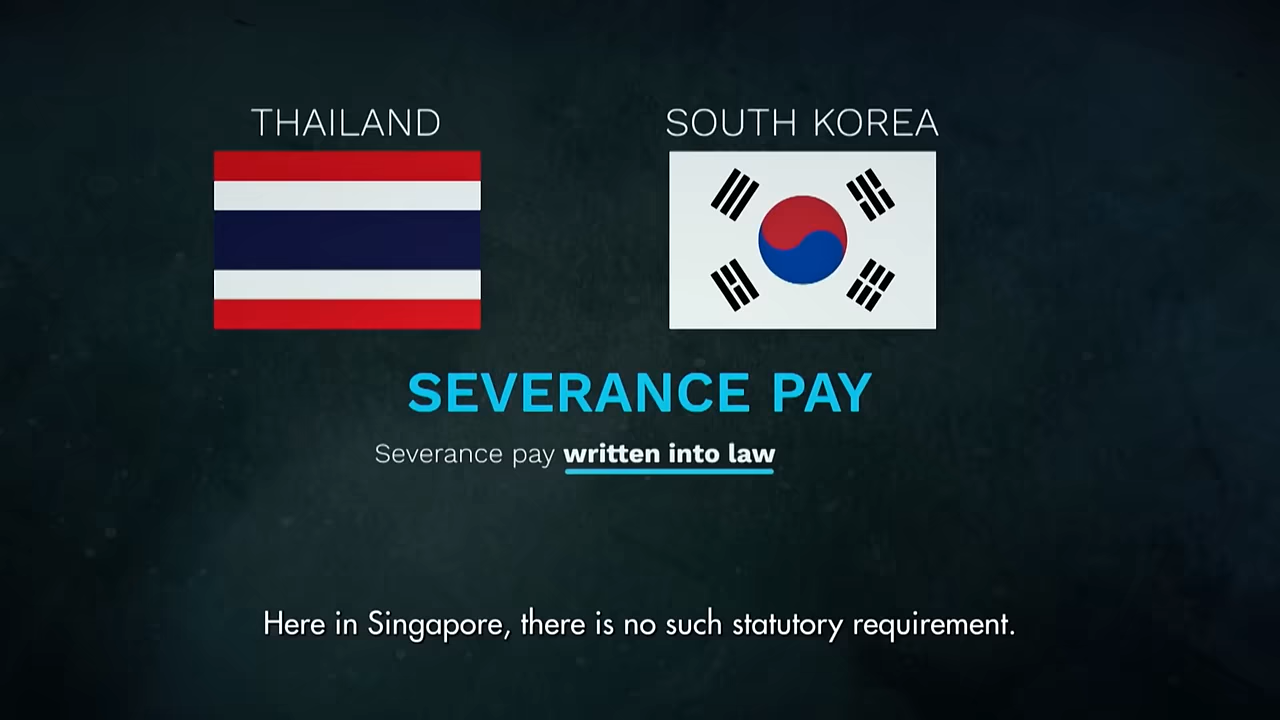 THAILAND
SOUTH KOREA
SEVERANCE PAY
Severance pay written into law
Here in Singapore, there is no such statutory requirement.